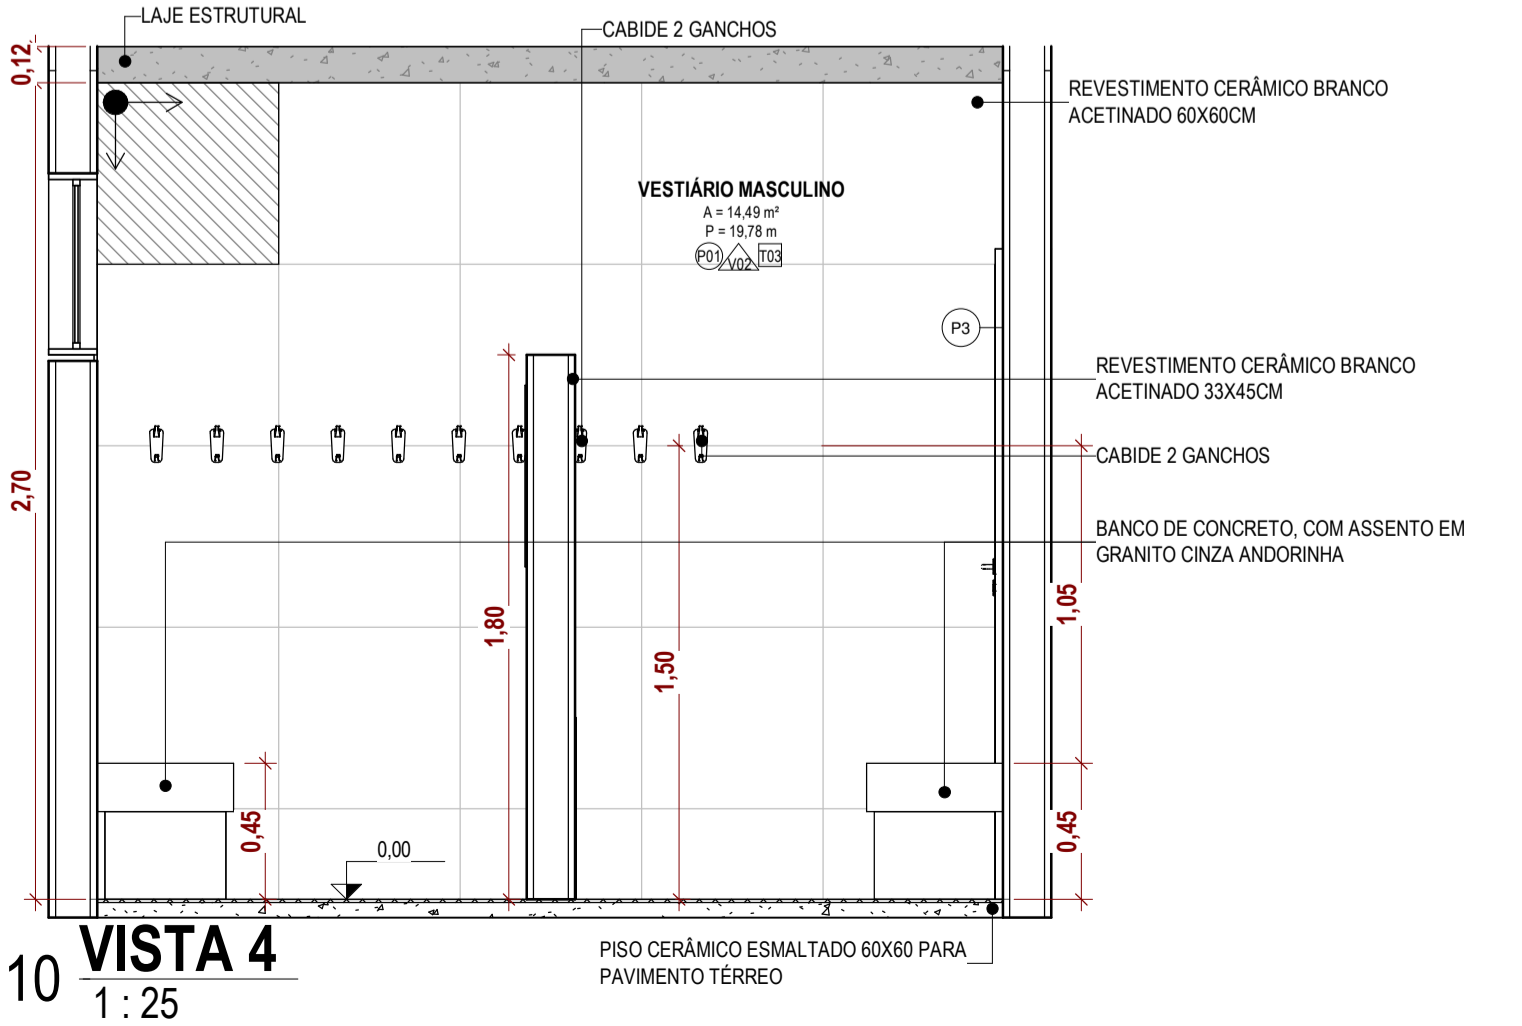 LAJE ESTRUTURAL
CABIDE 2 GANCHOS
0,12
REVESTIMENTO CERÂMICO BRANCO
ACETINADO 60X60CM
VESTIÁRIO MASCULINO
A = 14,49 m²
P = 19,78 m
P01
V02
T03
P3
REVESTIMENTO CERÂMICO BRANCO
ACETINADO 33X45CM
CABIDE 2 GANCHOS
2,70
BANCO DE CONCRETO, COM ASSENTO EM
GRANITO CINZA ANDORINHA
1,80
1,50
1,05
0,45
0,00
0,45
PISO CERÂMICO ESMALTADO 60X60 PARA
PAVIMENTO TÉRREO
10
VISTA 4
1 : 25